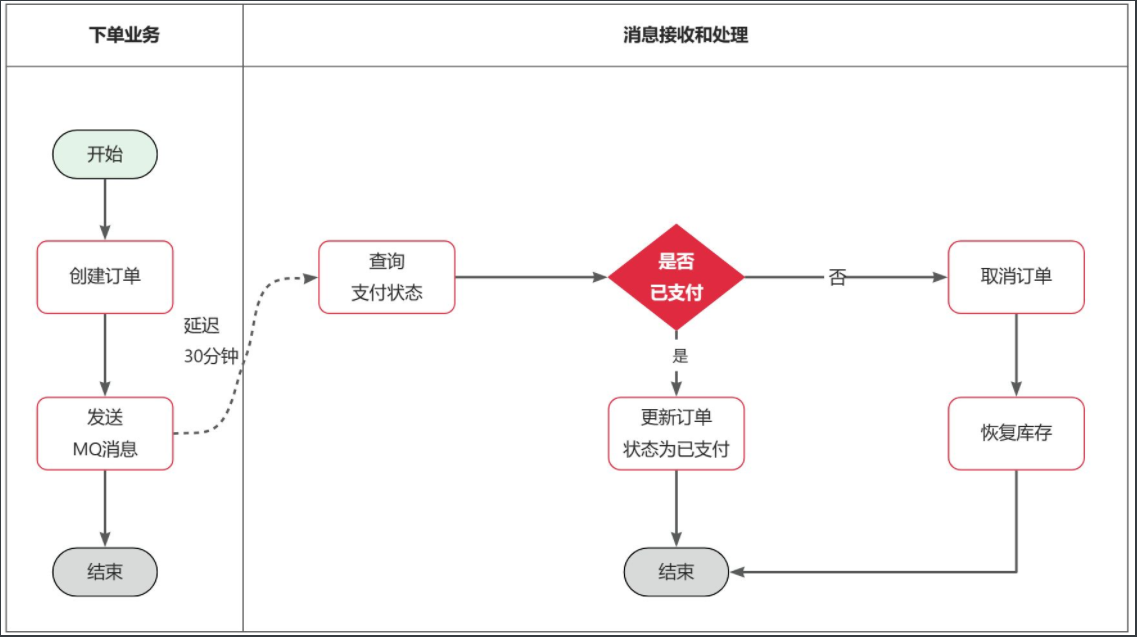 下单业务
消息接收和处理
开始
创建订单
延迟
30分钟
发送
MQ消息
结束
查询
支付状态
是否
已支付
否
取消订单
是
更新订单
状态为已支付
恢复库存
结束